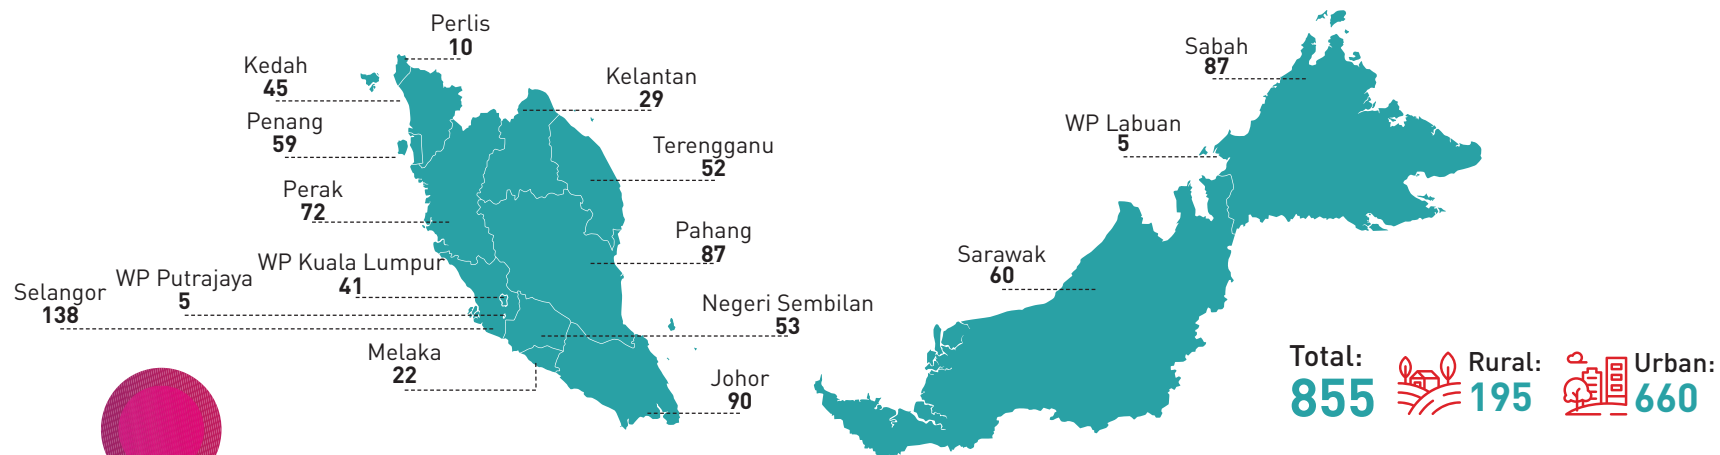 Perlis
10
Kedah
45
Penang
59
Perak
72
WP Kuala Lumpur
41
WP Putrajaya
5
Selangor
138
Melaka
22
Kelantan
29
Terengganu
52
Pahang
87
Negeri Sembilan
53
Johor
90
Sabah
87
WP Labuan
5
Sarawak
60
Total:
855
Rural:
195
Urban:
660